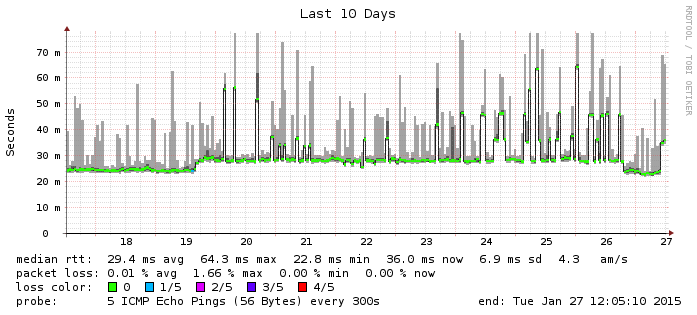 Last 10 Days
RRDTOOL / TOBI OETIKER
Seconds
70 m
60 m
50 m
40 m
30 m
20 m
10 m
0
18 19 20 21 22 23 24 25 26 27
median rtt: 29.4 ms avg 64.3 ms max 22.8 ms min 36.0 ms now 6.9 ms sd 4.3 am/s
packet loss: 0.01 % avg 1.66 % max 0.00 % min 0.00 % now
loss color: 0 1/5 2/5 3/5 4/5
probe: 5 ICMP Echo Pings (56 Bytes) every 300s end: Tue Jan 27 12:05:10 2015